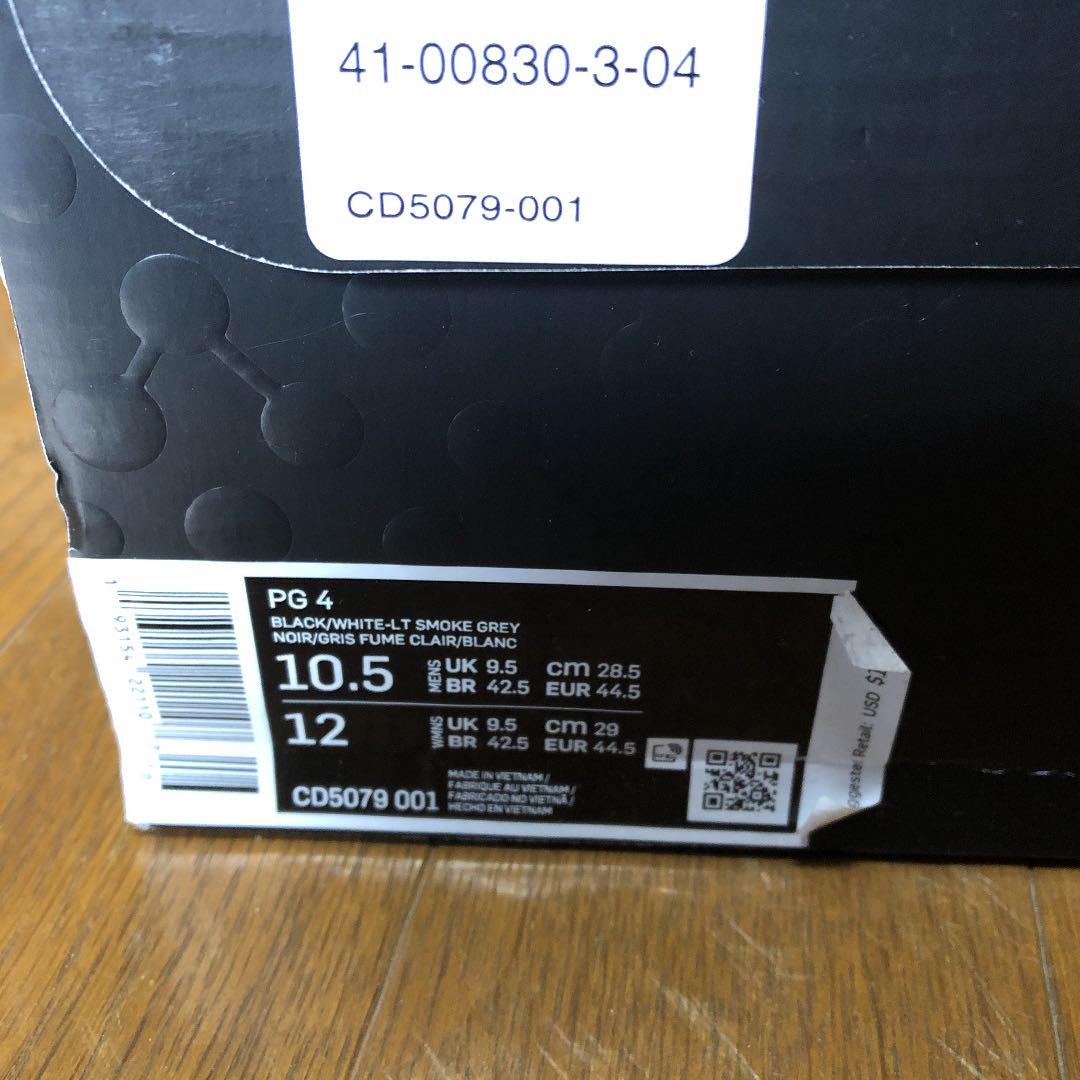 41-00830-3-04
CD5079-001
PG 4
BLACK/WHITE-LT SMOKE GREY
NOIR/GRIS FUME CLAIR/BLANC
10.5 MENS UK 9.5 cm 28.5
BR 42.5 EUR 44.5
12 WMNS UK 9.5 cm 29
BR 42.5 EUR 44.5
MADE IN VIETNAM /
FABRIQUE AU VIETNAM /
FABRICADO NO VIETNÃ /
HECHO EN VIETNAM
CD5079 001
Retail: USD